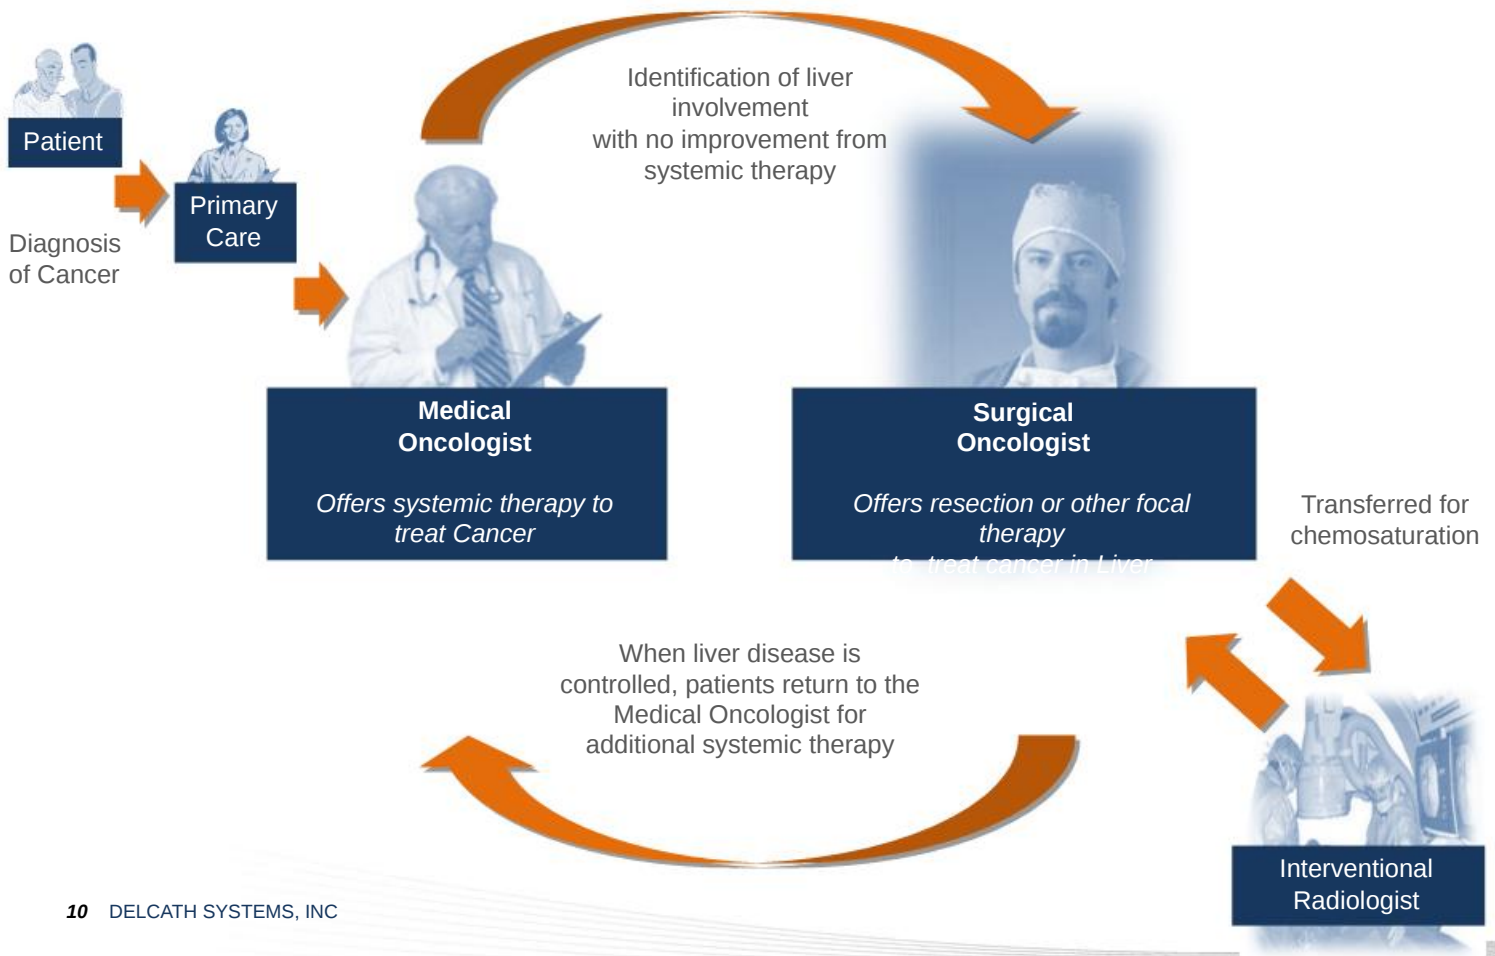 Patient
Primary
Care
Diagnosis
of Cancer
Identification of liver
involvement
with no improvement from
systemic therapy
Medical
Oncologist
Offers systemic therapy to
treat Cancer
Surgical
Oncologist
Offers resection or other focal
therapy
to treat cancer in Liver
Transferred for
chemosaturation
When liver disease is
controlled, patients return to the
Medical Oncologist for
additional systemic therapy
Interventional
Radiologist
10 DELCATH SYSTEMS, INC